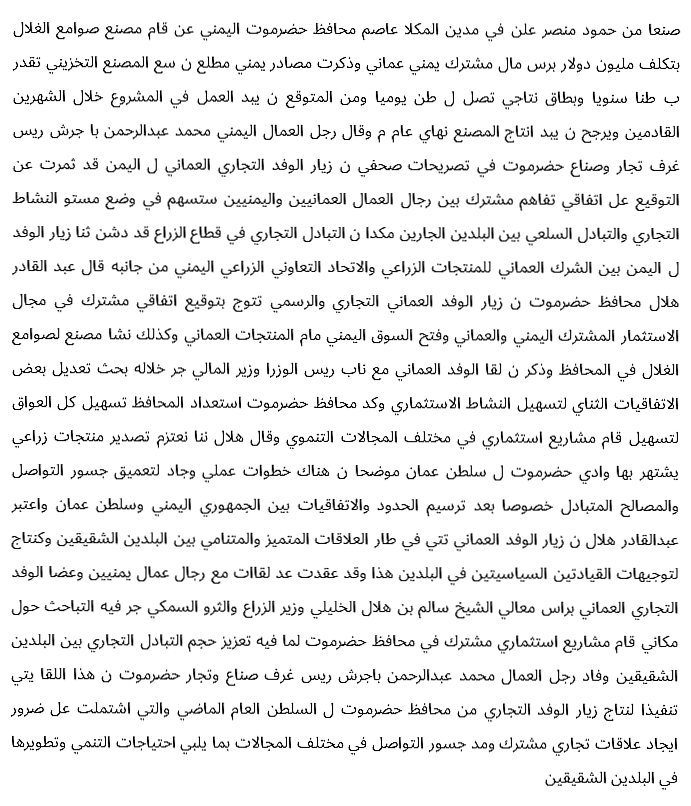 صنعا من حمود منصر علن في مدين المكلا عاصم محافظ حضرموت اليمني عن قام مصنع صوامع الغلال
بتكلف مليون دولار برس مال مشترك يمني عماني وذكرت مصادر يمني مطلع ن سع المصنع التخزيني تقدر
ب طنا سنويا وبطاق نتاجي تصل ل طن يوميا ومن المتوقع ن يبد العمل في المشروع خلال الشهرين
القادمين ويرجح ن يبد انتاج المصنع نهاي عام م وقال رجل العمال اليمني محمد عبدالرحمن با جرش ريس
غرف تجار وصناع حضرموت في تصريحات صحفي ن زيار الوفد التجاري العماني ل اليمن قد ثمرت عن
التوقيع عل اتفاقي تفاهم مشترك بين رجال العمال العمانيين واليمنيين ستسهم في وضع مستو النشاط
التجاري والتبادل السلعي بين البلدين الجارين مكدا ن التبادل التجاري في قطاع الزراع قد دشن ثنا زيار الوفد
ل اليمن بين الشرك العماني للمنتجات الزراعي والاتحاد التعاوني الزراعي اليمني من جانبه قال عبد القادر
هلال محافظ حضرموت ن زيار الوفد العماني التجاري والرسمي تتوج بتوقيع اتفاقي مشترك في مجال
الاستثمار المشترك اليمني والعماني وفتح السوق اليمني مام المنتجات العماني وكذلك نشا مصنع لصوامع
الغلال في المحافظ وذكر ن لقا الوفد العماني مع ناب ريس الوزرا وزير المالي جر خلاله بحث تعديل بعض
الاتفاقيات الثناي لتسهيل النشاط الاستثماري وكد محافظ حضرموت استعداد المحافظ تسهيل كل العواق
لتسهيل قام مشاريع استثماري في مختلف المجالات التنموي وقال هلال ننا نعتزم تصدير منتجات زراعي
يشتهر بها وادي حضرموت ل سلطن عمان موضحا ن هناك خطوات عملي وجاد لتعميق جسور التواصل
والمصالح المتبادل خصوصا بعد ترسيم الحدود والاتفاقيات بين الجمهوري اليمني وسلطن عمان واعتبر
عبدالقادر هلال ن زيار الوفد العماني تتي في طار العلاقات المتميز والمتنامي بين البلدين الشقيقين وكنتاج
لتوجيهات القيادتين السياسيتين في البلدين هذا وقد عقدت عد لقاات مع رجال عمال يمنيين وعضا الوفد
التجاري العماني براس معالي الشيخ سالم بن هلال الخليلي وزير الزراع والثرو السمكي جر فيه التباحث حول
مكاني قام مشاريع استثماري مشترك في محافظ حضرموت لما فيه تعزيز حجم التبادل التجاري بين البلدين
الشقيقين وفاد رجل العمال محمد عبدالرحمن باجرش ريس غرف صناع وتجار حضرموت ن هذا اللقا يتي
تنفيذا لنتاج زيار الوفد التجاري من محافظ حضرموت ل السلطن العام الماضي والتي اشتملت عل ضرور
ايجاد علاقات تجاري مشترك ومد جسور التواصل في مختلف المجالات بما يلبي احتياجات التنمي وتطويرها
في البلدين الشقيقين